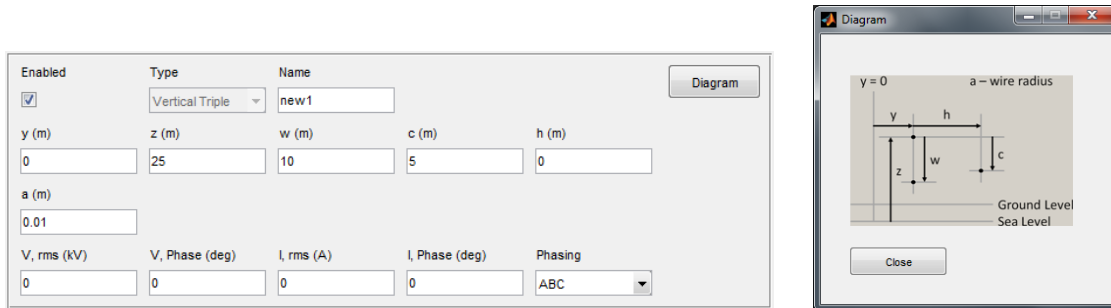 Enabled Type Name
Vertical Triple new1 Diagram
y (m) z (m) w (m) c (m) h (m)
0 25 10 5 0
a (m)
0.01
V, rms (kV) V, Phase (deg) I, rms (A) I, Phase (deg) Phasing
0 0 0 0 ABC
Diagram
y = 0 a – wire radius
y h
w c
z
Ground Level
Sea Level
Close